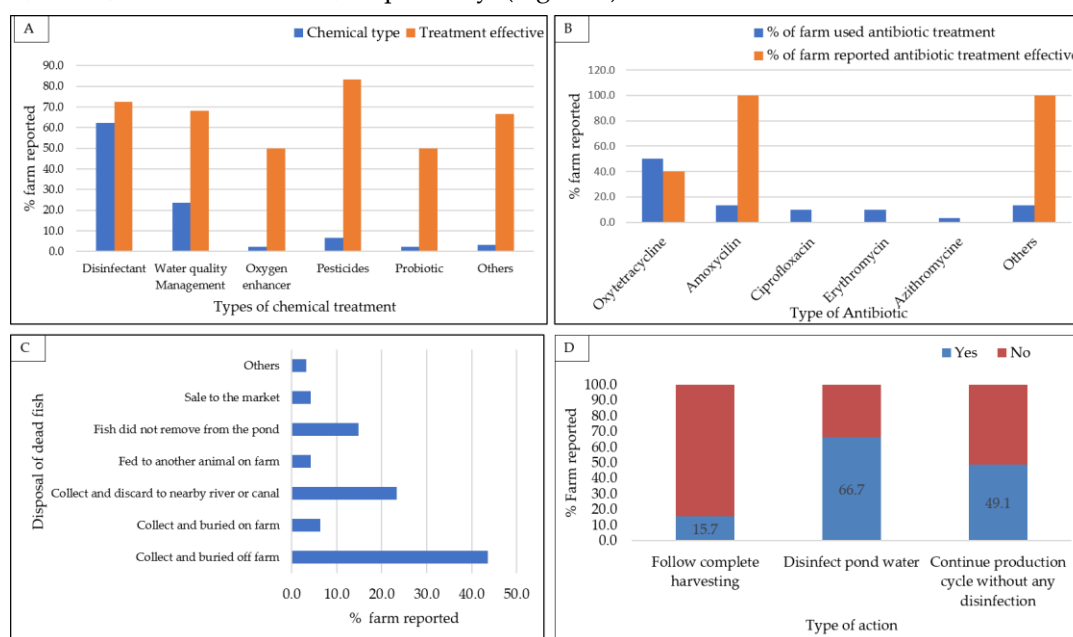 A
Chemical type
Treatment effective
90.0
80.0
70.0
60.0
50.0
40.0
30.0
20.0
10.0
0.0
% farm reported
Disinfectant
Water quality
Management
Oxygen
enhancer
Pesticides
Probiotic
Others
Types of chemical treatment
B
% of farm used antibiotic treatment
% of farm reported antibiotic treatment effective
120.0
100.0
80.0
60.0
40.0
20.0
0.0
% farm reported
Oxytetracycline
Amoxycilin
Ciprofloxacin
Erythromycin
Azithromycine
Others
Type of Antibiotic
C
Disposal of dead fish
Others
Sale to the market
Fish did not remove from the pond
Fed to another animal on farm
Collect and discard to nearby river or canal
Collect and buried on farm
Collect and buried off farm
0.0 10.0 20.0 30.0 40.0 50.0
% farm reported
D
Yes
No
100.0
90.0
80.0
70.0
60.0
50.0
40.0
30.0
20.0
10.0
0.0
% Farm reported
15.7
66.7
49.1
Follow complete
harvesting
Disinfect pond water
Continue production
cycle without any
disinfection
Type of action